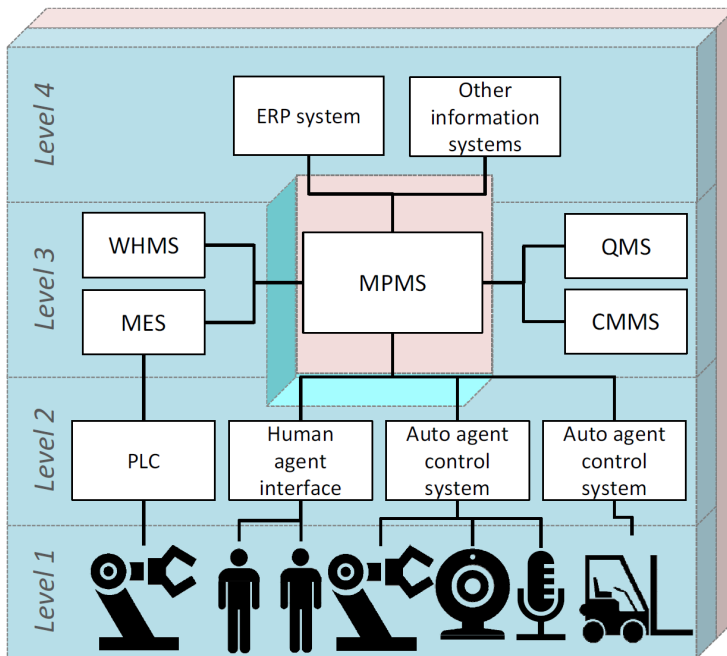 Level 4
ERP system
Other
information
systems
Level 3
WHMS
MES
MPMS
QMS
CMMS
Level 2
PLC
Human
agent
interface
Auto agent
control
system
Auto agent
control
system
Level 1